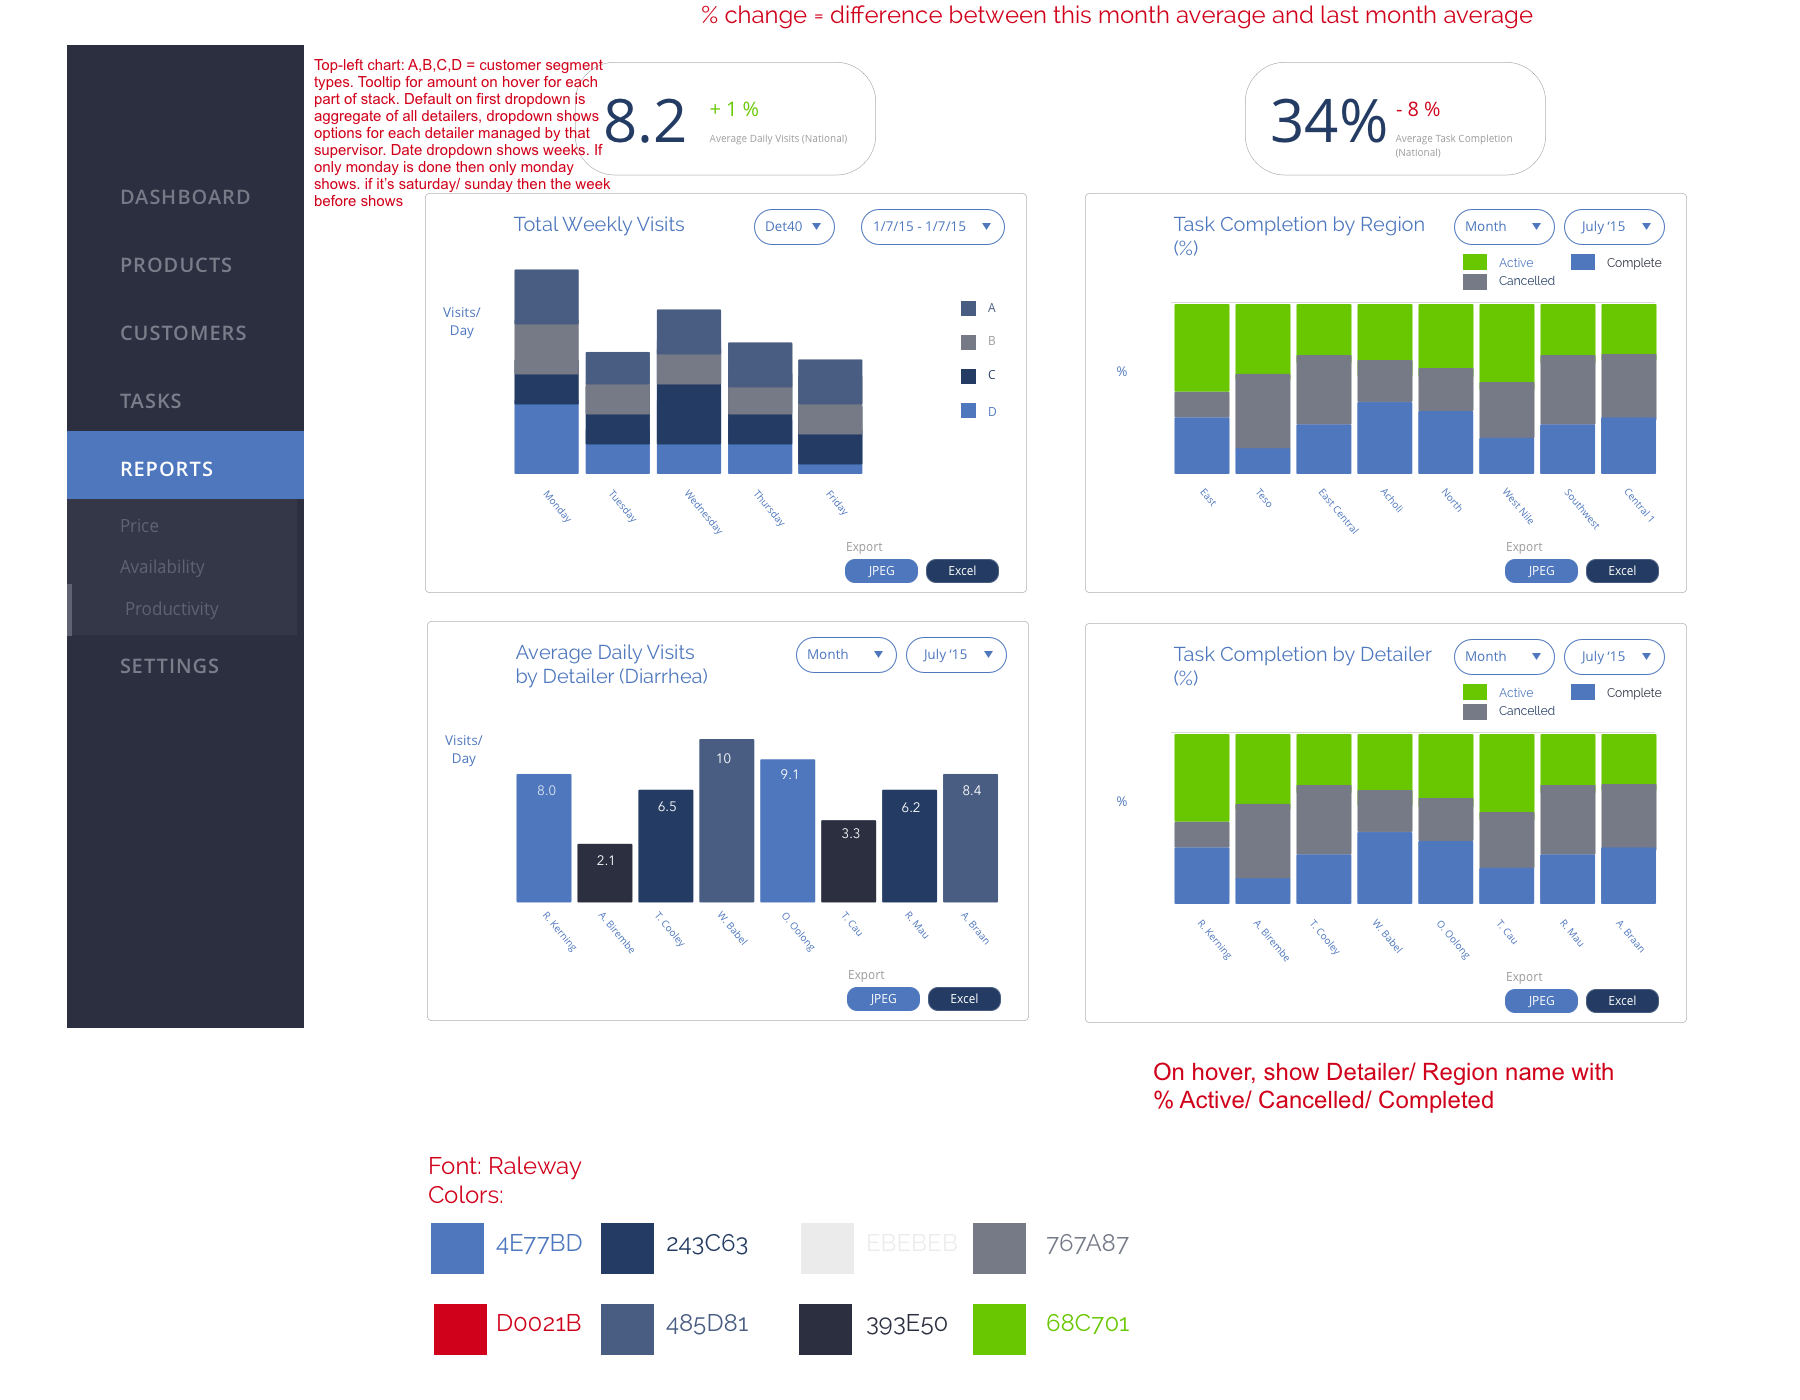 % change = difference between this month average and last month average
DASHBOARD
PRODUCTS
CUSTOMERS
TASKS
REPORTS
Price
Availability
Productivity
SETTINGS
Top-left chart: A,B,C,D = customer segment
types. Tooltip for amount on hover for each
part of stack. Default on first dropdown is
aggregate of all detailers, dropdown shows
options for each detailer managed by that
supervisor. Date dropdown shows weeks. If
only monday is done then only monday
shows. if it's saturday/ sunday then the week
before shows
8.2
+ 1 %
Average Daily Visits (National)
34%
- 8 %
Average Task Completion
(National)
Total Weekly Visits
Det40
1/7/15 - 1/7/15
Visits/
Day
A
B
C
D
Monday
Tuesday
Wednesday
Thursday
Friday
Export
JPEG
Excel
Task Completion by Region
(%)
Month
July '15
Active
Complete
Cancelled
%
East
Teso
East Central
Acholi
North
West Nile
Southwest
Central 1
Export
JPEG
Excel
Average Daily Visits
by Detailer (Diarrhea)
Month
July '15
Visits/
Day
8.0
2.1
6.5
10
9.1
3.3
6.2
8.4
R. Kerning
A. Birembe
T. Cooley
W. Babel
O. Oolong
T. Cau
R. Mau
A. Braan
Export
JPEG
Excel
Task Completion by Detailer
(%)
Month
July '15
Active
Complete
Cancelled
%
R. Kerning
A. Birembe
T. Cooley
W. Babel
O. Oolong
T. Cau
R. Mau
A. Braan
Export
JPEG
Excel
On hover, show Detailer/ Region name with
% Active/ Cancelled/ Completed
Font: Raleway
Colors:
4E77BD
243C63
EBEBEB
767A87
D0021B
485D81
393E50
68C701